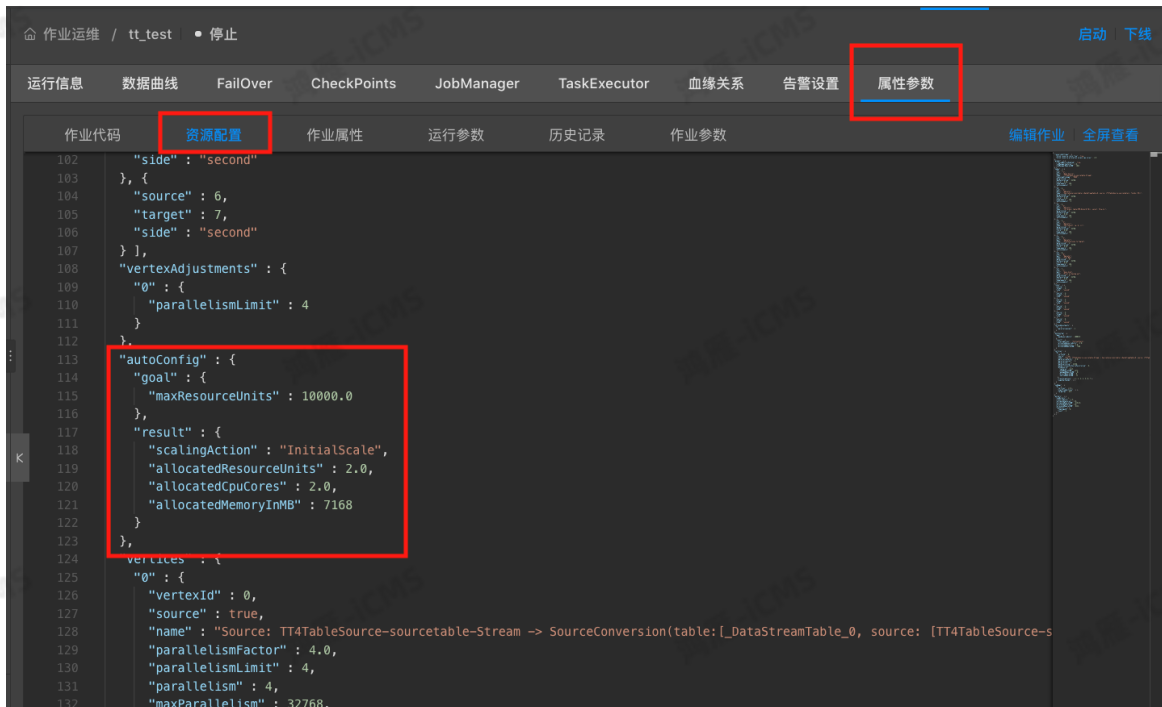 作业运维 / tt_test ● 停止 启动 下线
运行信息 数据曲线 FailOver CheckPoints JobManager TaskExecutor 血缘关系 告警设置 属性参数
作业代码 资源配置 作业属性 运行参数 历史记录 作业参数 编辑作业 全屏查看
102 "side" : "second"
103 }, {
104 "source" : 6,
105 "target" : 7,
106 "side" : "second"
107 } ],
108 "vertexAdjustments" : {
109 "0" : {
110 "parallelismLimit" : 4
111 }
112 },
113 "autoConfig" : {
114 "goal" : {
115 "maxResourceUnits" : 10000.0
116 },
117 "result" : {
118 "scalingAction" : "InitialScale",
119 "allocatedResourceUnits" : 2.0,
120 "allocatedCpuCores" : 2.0,
121 "allocatedMemoryInMB" : 7168
122 }
123 },
124 "vertices" : {
125 "0" : {
126 "vertexId" : 0,
127 "source" : true,
128 "name" : "Source: TT4TableSource-sourcetable-Stream -> SourceConversion(table:[_DataStreamTable_0, source: [TT4TableSource-s
129 "parallelismFactor" : 4.0,
130 "parallelismLimit" : 4,
131 "parallelism" : 4,
132 "maxParallelism" : 32768,
K